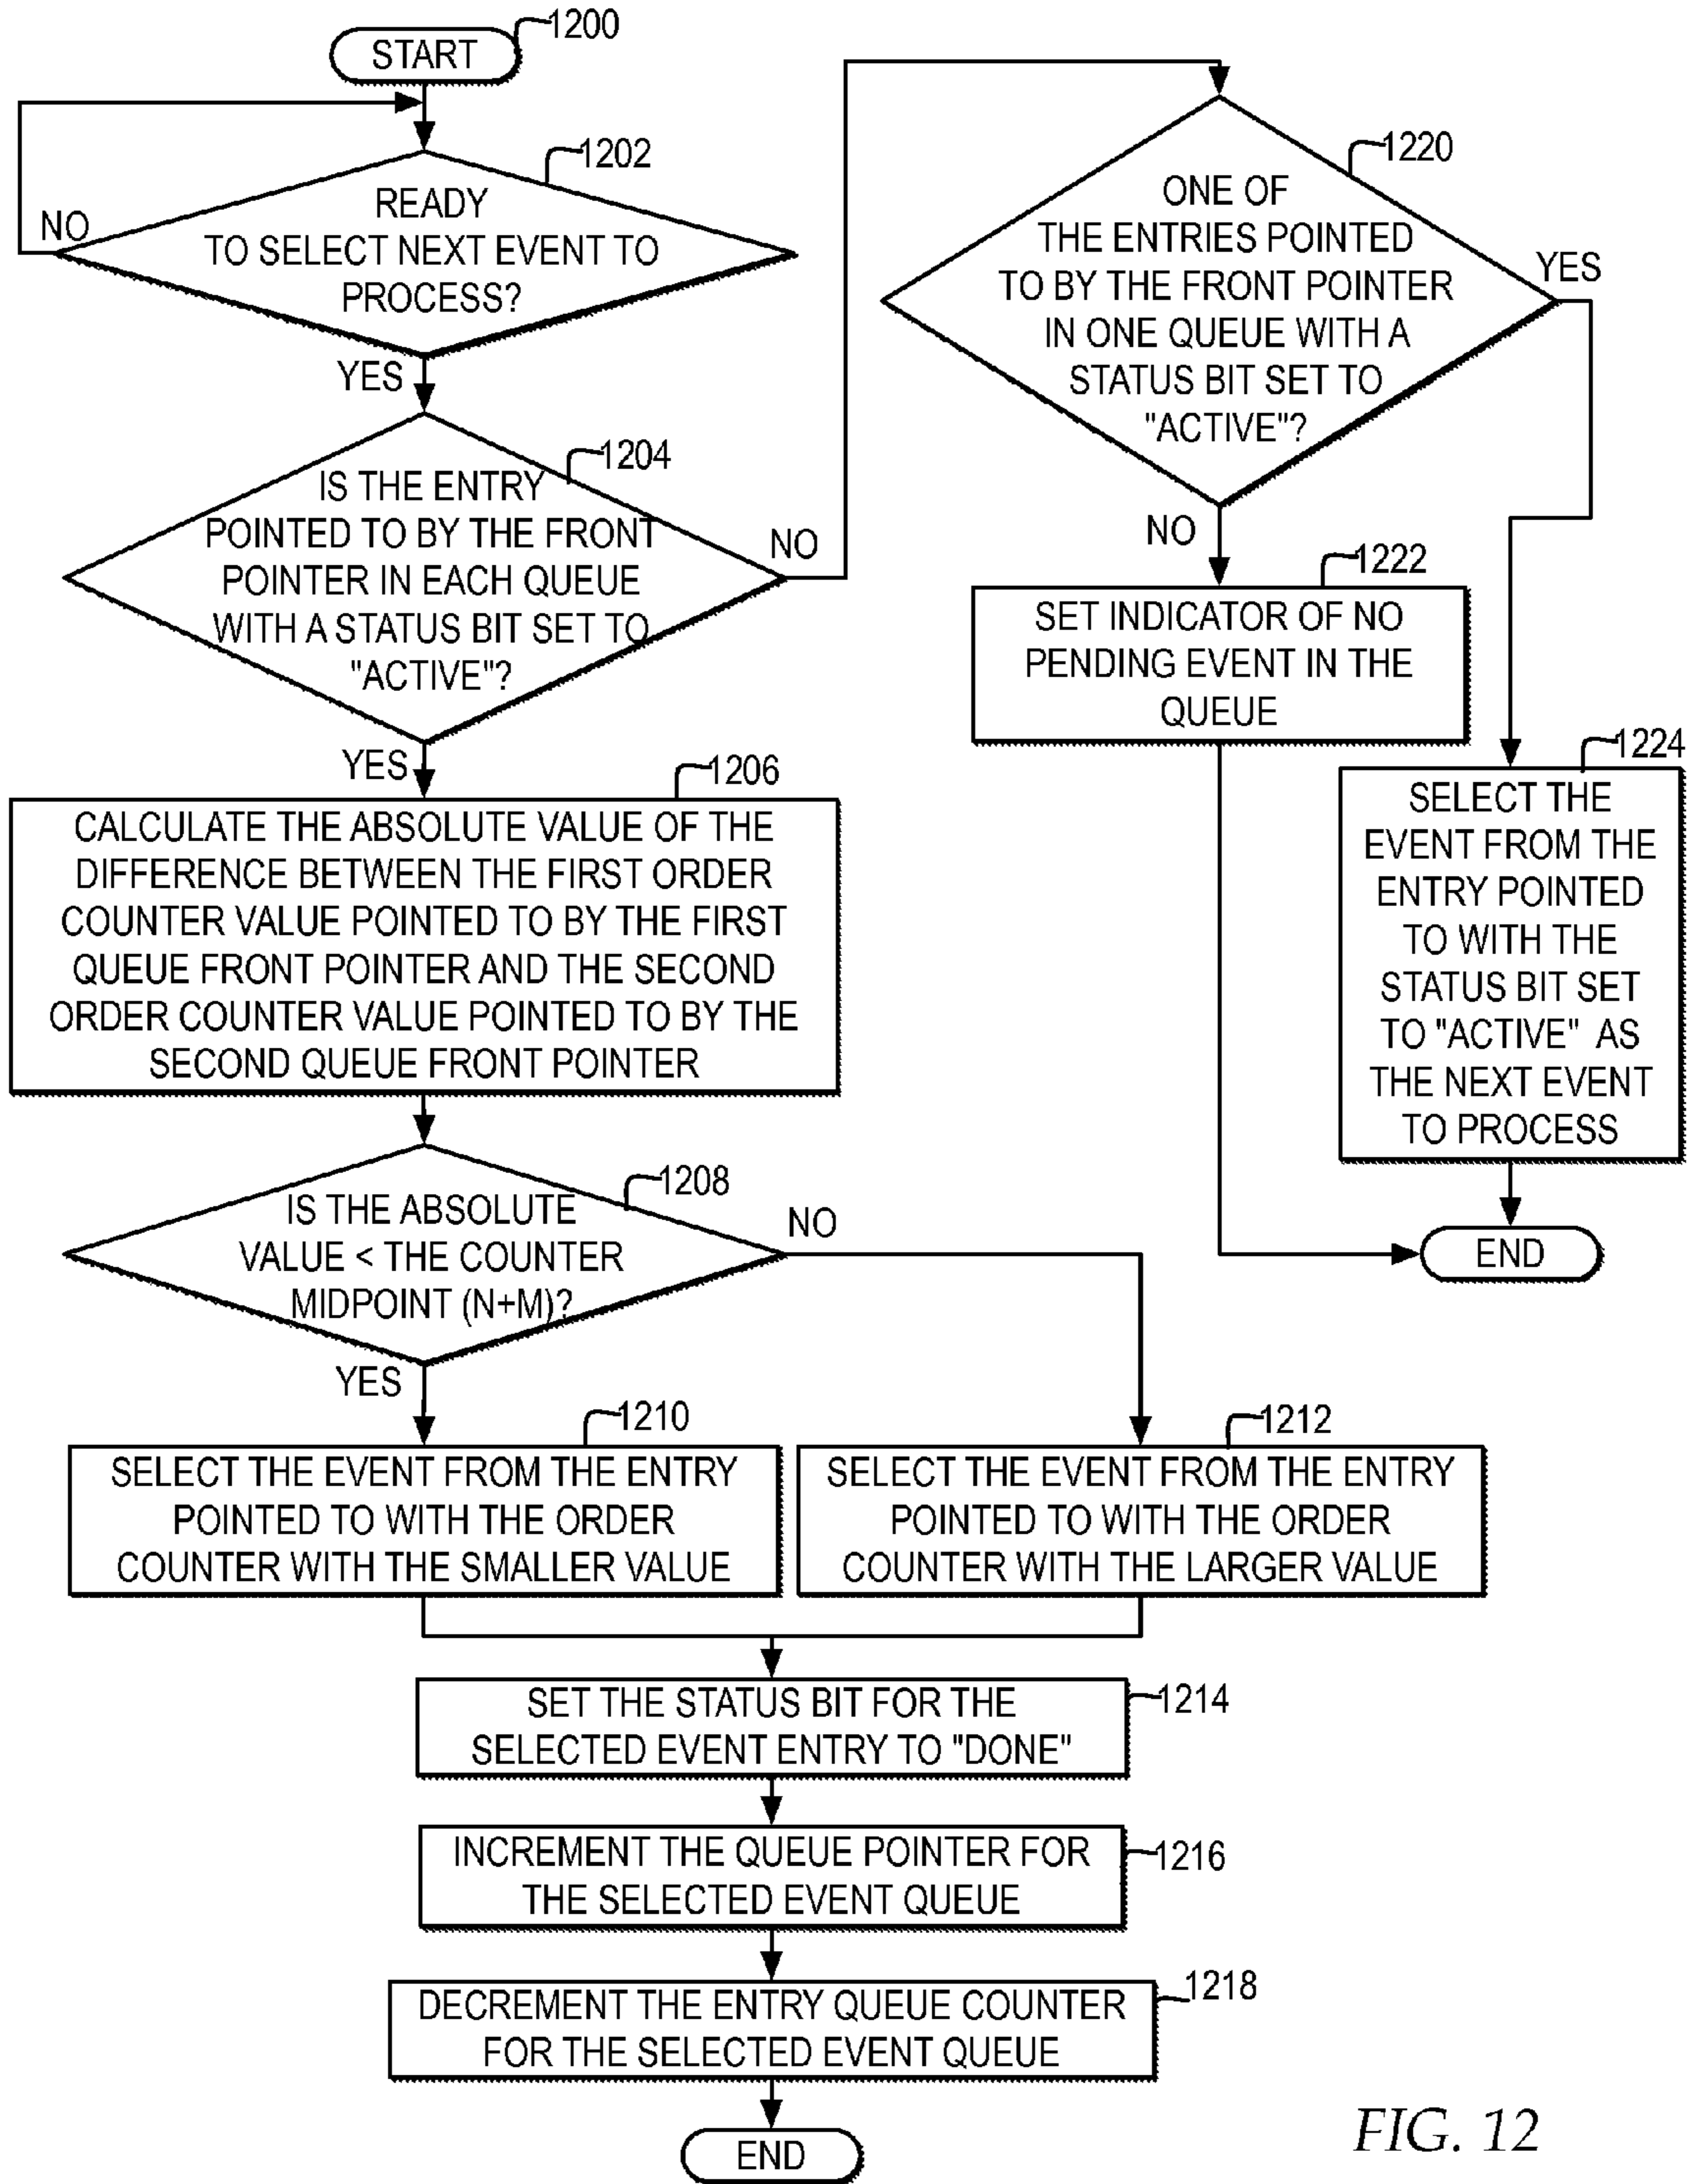 START
1200
1202
READY
TO SELECT NEXT EVENT TO
PROCESS?
NO
YES
1204
IS THE ENTRY
POINTED TO BY THE FRONT
POINTER IN EACH QUEUE
WITH A STATUS BIT SET TO
"ACTIVE"?
NO
YES
1206
CALCULATE THE ABSOLUTE VALUE OF THE
DIFFERENCE BETWEEN THE FIRST ORDER
COUNTER VALUE POINTED TO BY THE FIRST
QUEUE FRONT POINTER AND THE SECOND
ORDER COUNTER VALUE POINTED TO BY THE
SECOND QUEUE FRONT POINTER
1208
IS THE ABSOLUTE
VALUE < THE COUNTER
MIDPOINT (N+M)?
NO
YES
1210
SELECT THE EVENT FROM THE ENTRY
POINTED TO WITH THE ORDER
COUNTER WITH THE SMALLER VALUE
1212
SELECT THE EVENT FROM THE ENTRY
POINTED TO WITH THE ORDER
COUNTER WITH THE LARGER VALUE
SET THE STATUS BIT FOR THE
SELECTED EVENT ENTRY TO "DONE"
1214
INCREMENT THE QUEUE POINTER FOR
THE SELECTED EVENT QUEUE
1216
DECREMENT THE ENTRY QUEUE COUNTER
FOR THE SELECTED EVENT QUEUE
1218
END
1220
ONE OF
THE ENTRIES POINTED
TO BY THE FRONT POINTER
IN ONE QUEUE WITH A
STATUS BIT SET TO
"ACTIVE"?
YES
NO
1222
SET INDICATOR OF NO
PENDING EVENT IN THE
QUEUE
1224
SELECT THE
EVENT FROM THE
ENTRY POINTED
TO WITH THE
STATUS BIT SET
TO "ACTIVE" AS
THE NEXT EVENT
TO PROCESS
END
FIG. 12